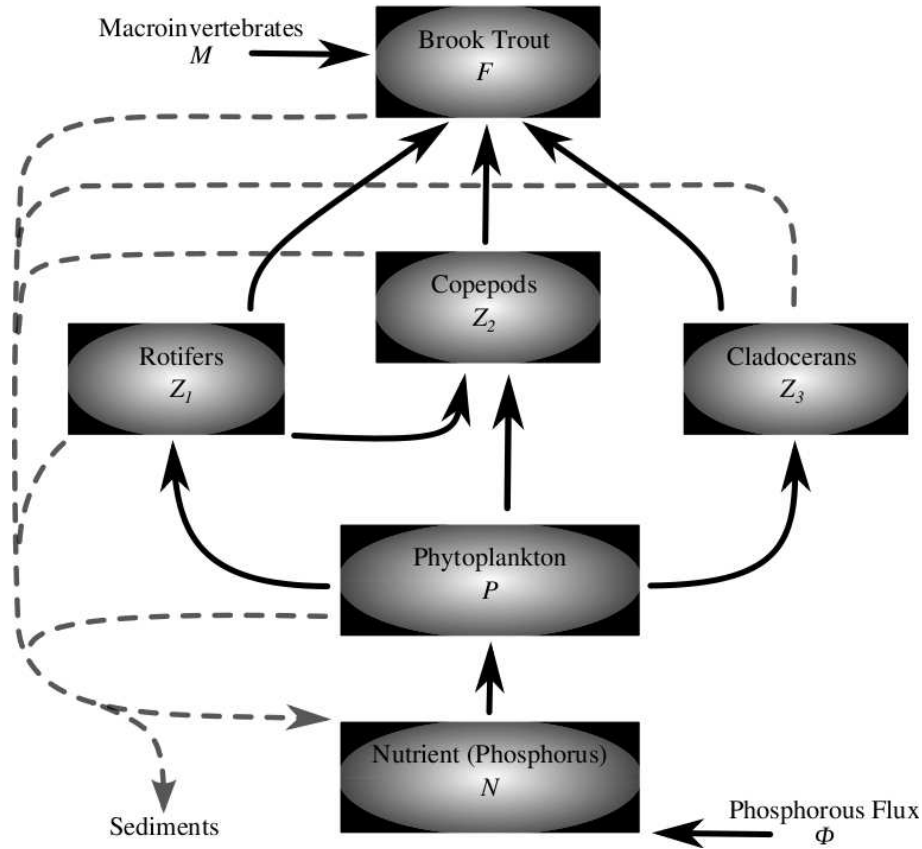 Macroinvertebrates
M
Brook Trout
F
Copepods
Z2
Rotifers
Z1
Cladocerans
Z3
Phytoplankton
P
Nutrient (Phosphorus)
N
Sediments
Phosphorous Flux
Φ